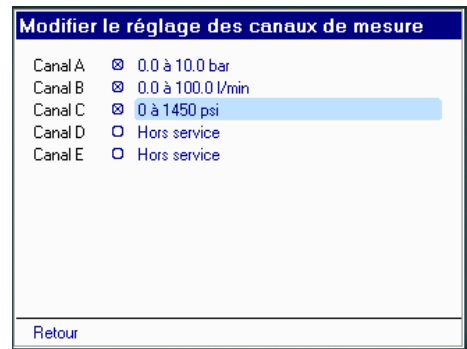 Modifier le réglage des canaux de mesure
Canal A 0.0 à 10.0 bar
Canal B 0.0 à 100.0 l/min
Canal C 0 à 1450 psi
Canal D Hors service
Canal E Hors service
Retour